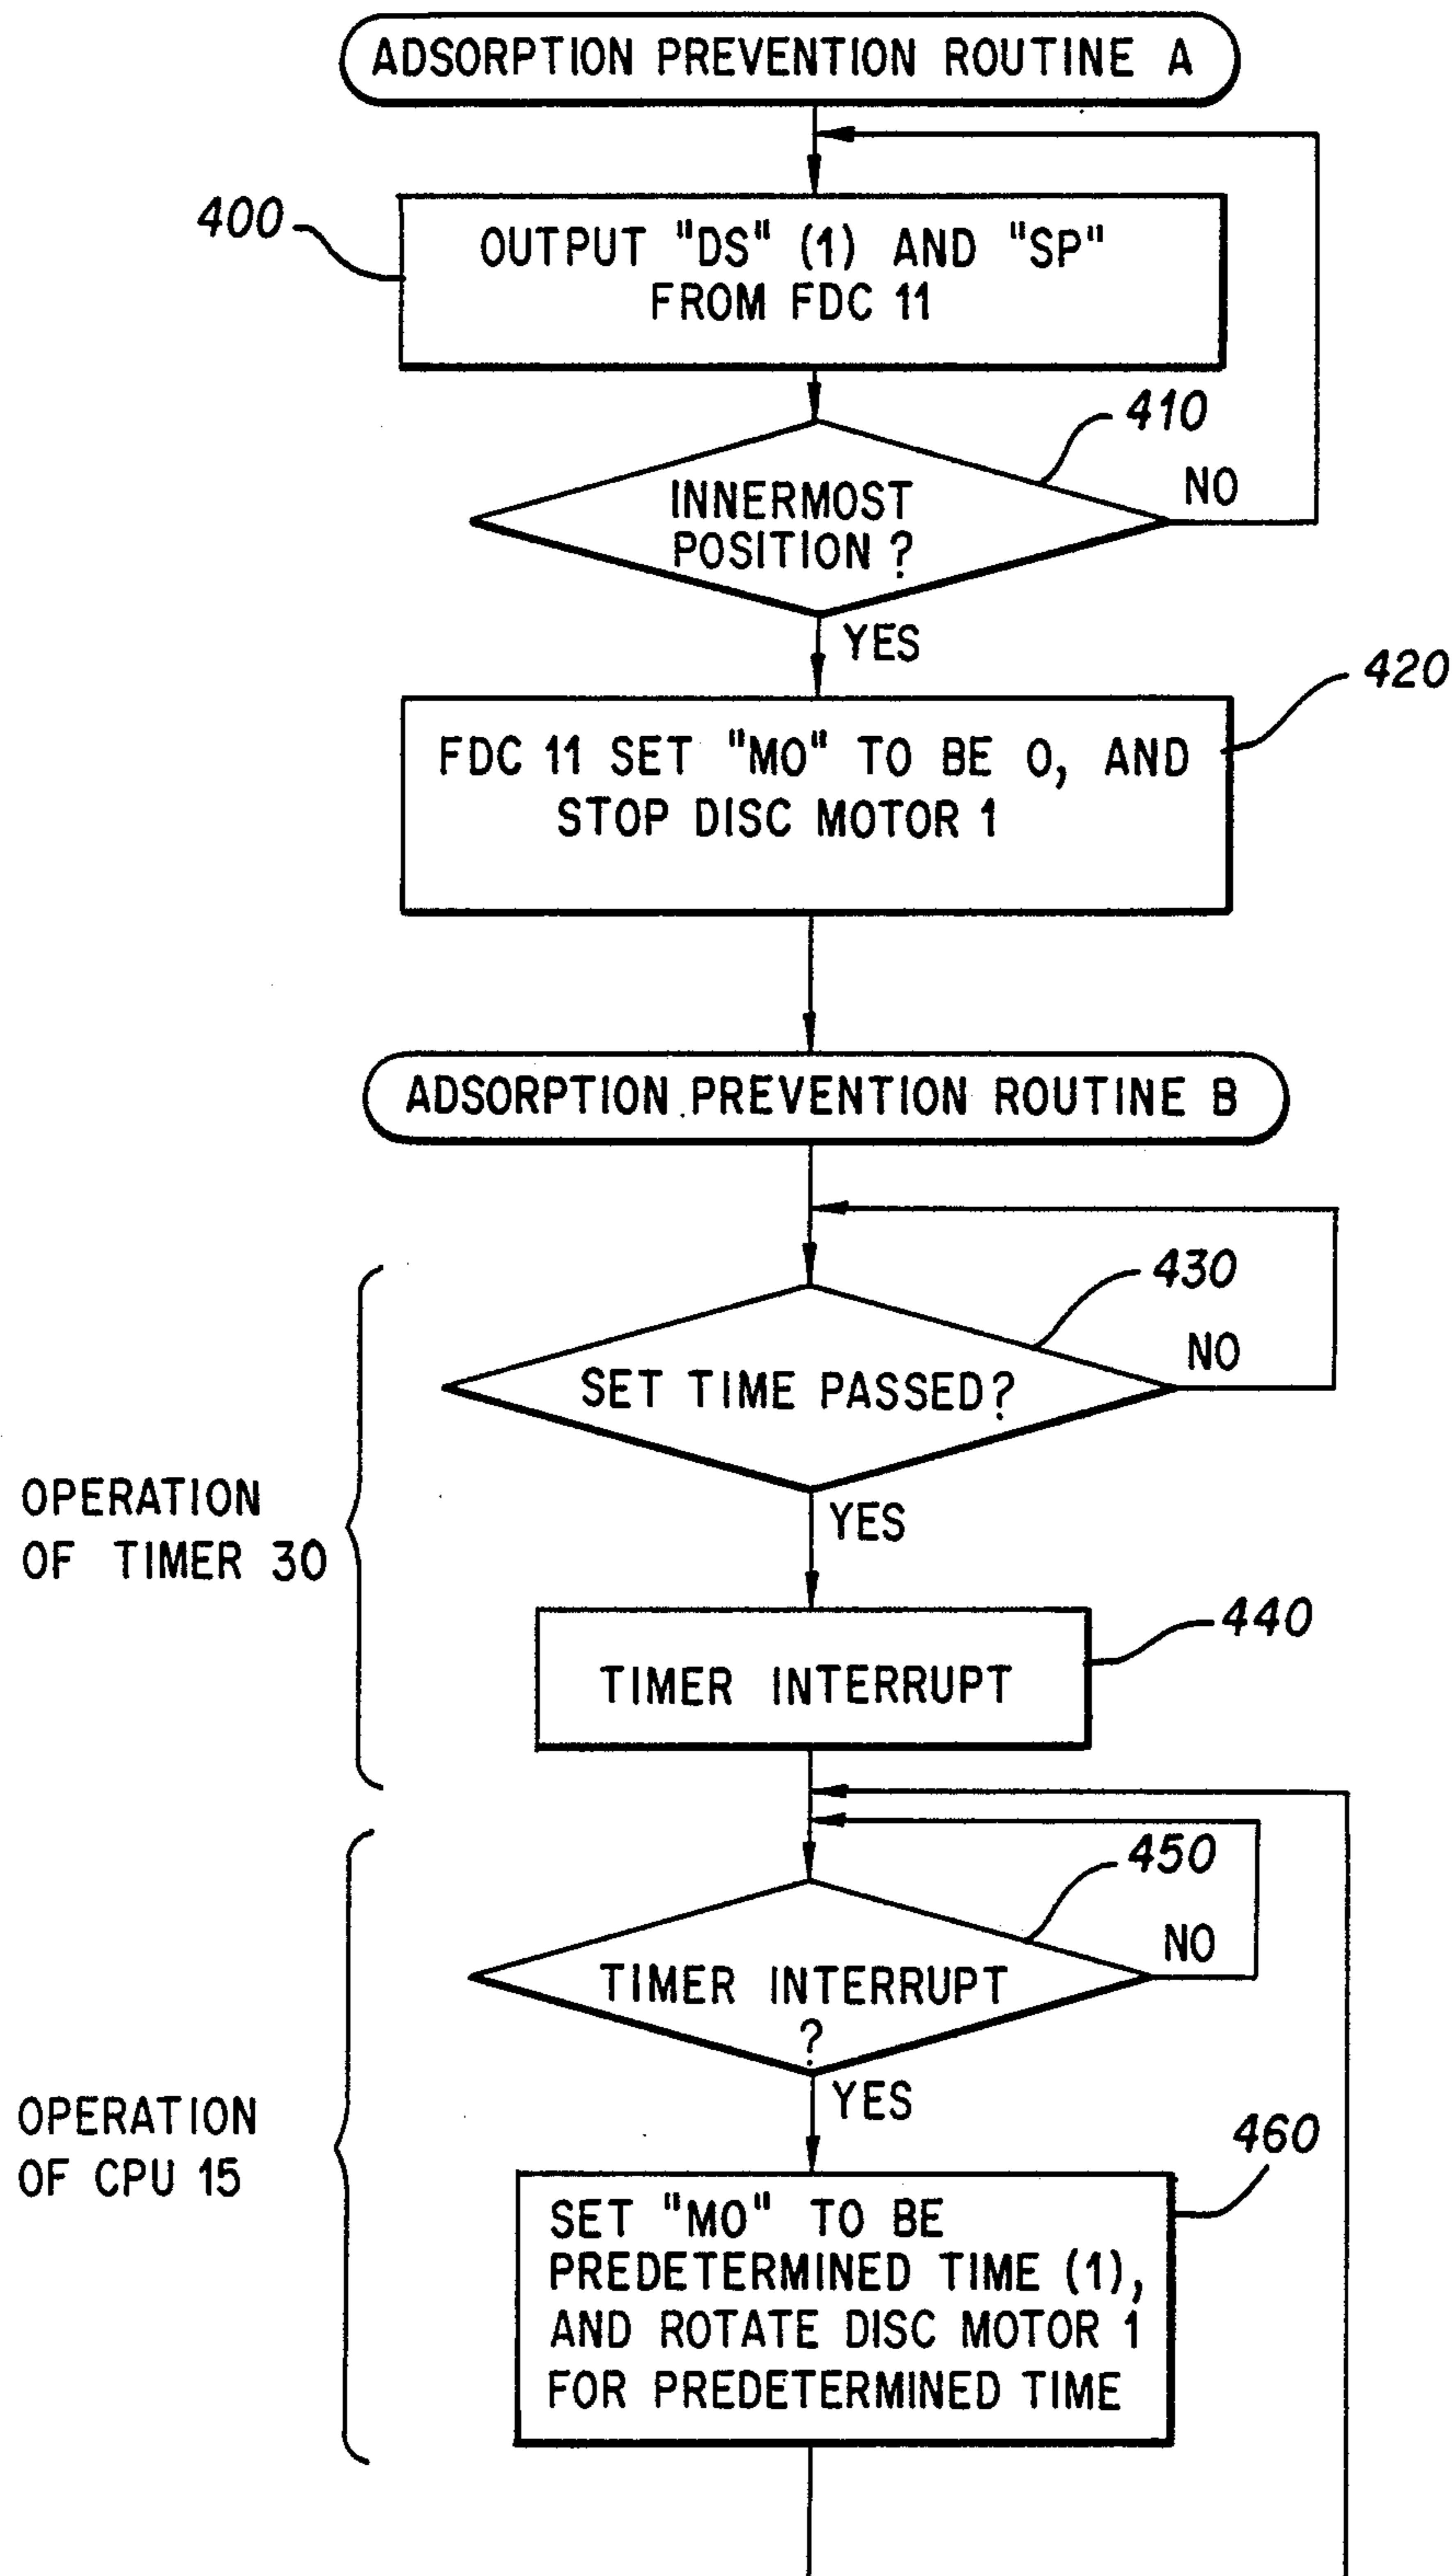 ADSORPTION PREVENTION ROUTINE A
400
OUTPUT "DS" (1) AND "SP"
FROM FDC 11
410
INNERMOST
POSITION ?
NO
YES
420
FDC 11 SET "MO" TO BE 0, AND
STOP DISC MOTOR 1
ADSORPTION PREVENTION ROUTINE B
430
SET TIME PASSED?
NO
YES
OPERATION
OF TIMER 30
440
TIMER INTERRUPT
450
TIMER INTERRUPT
?
NO
YES
OPERATION
OF CPU 15
460
SET "MO" TO BE
PREDETERMINED TIME (1),
AND ROTATE DISC MOTOR 1
FOR PREDETERMINED TIME